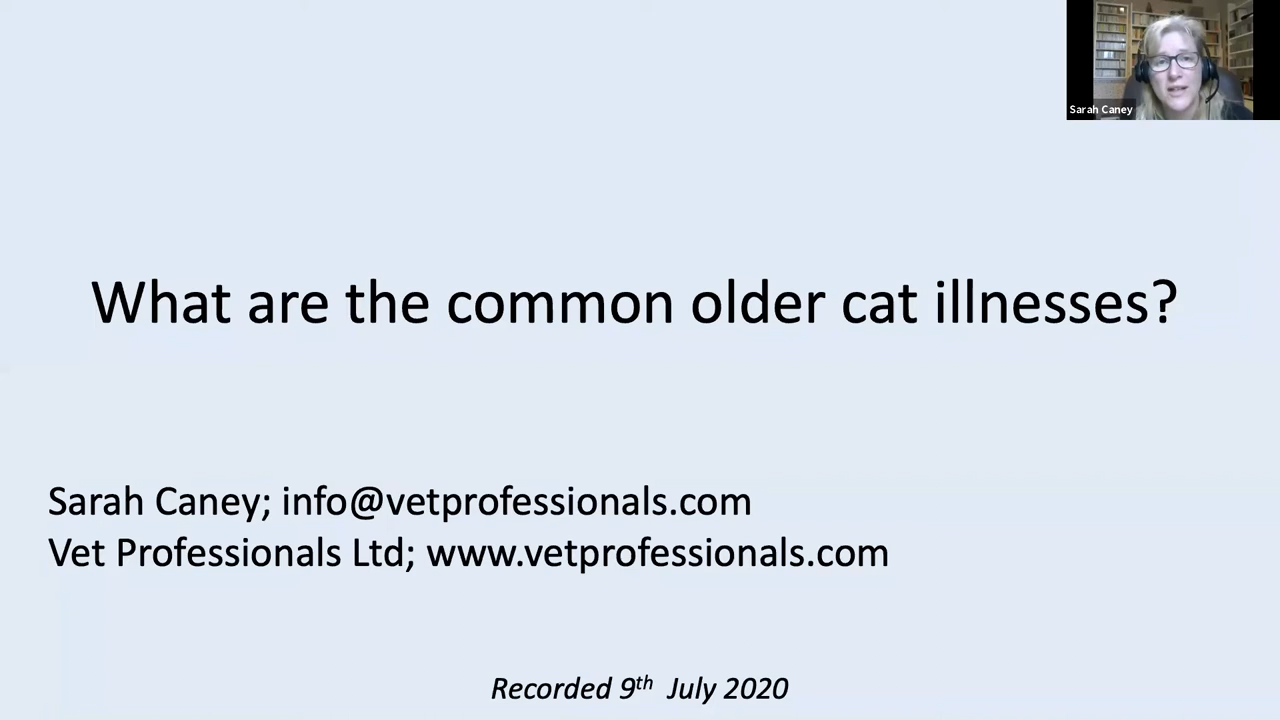 Sarah Caney
What are the common older cat illnesses?
Sarah Caney; info@vetprofessionals.com
Vet Professionals Ltd; www.vetprofessionals.com
Recorded 9th July 2020